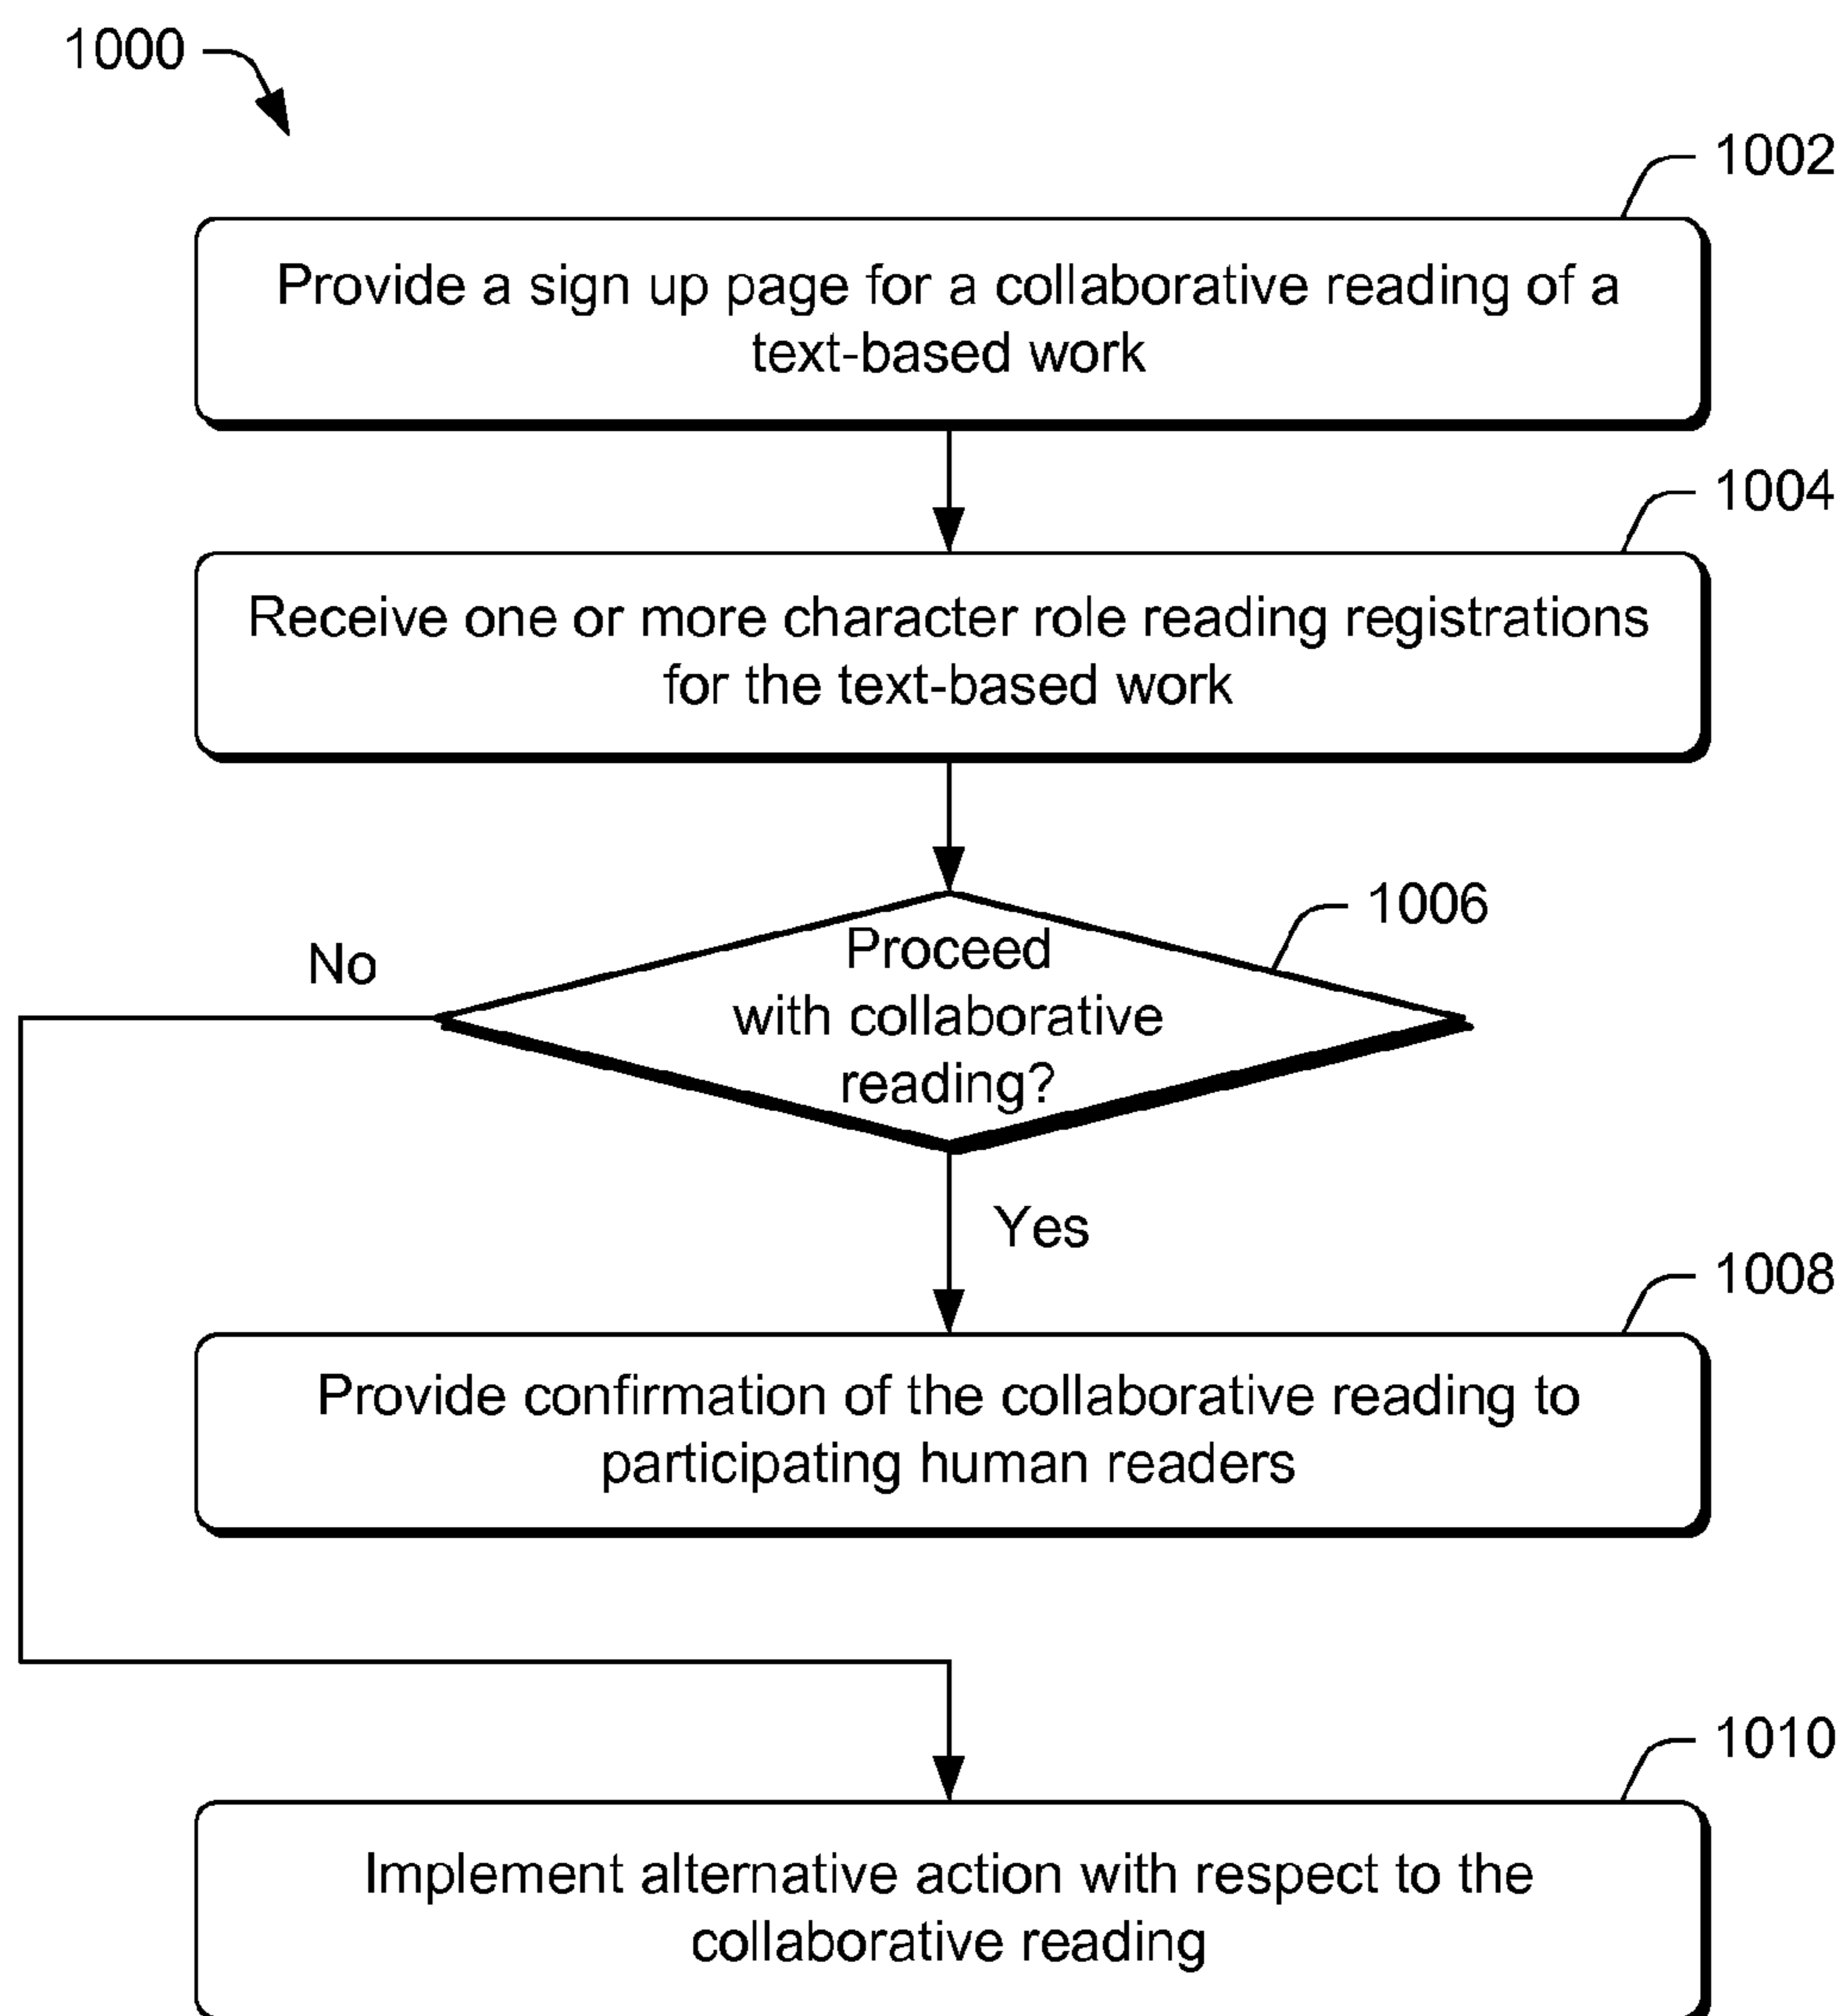 1000
1002
Provide a sign up page for a collaborative reading of a
text-based work
1004
Receive one or more character role reading registrations
for the text-based work
1006
No
Proceed
with collaborative
reading?
Yes
1008
Provide confirmation of the collaborative reading to
participating human readers
1010
Implement alternative action with respect to the
collaborative reading